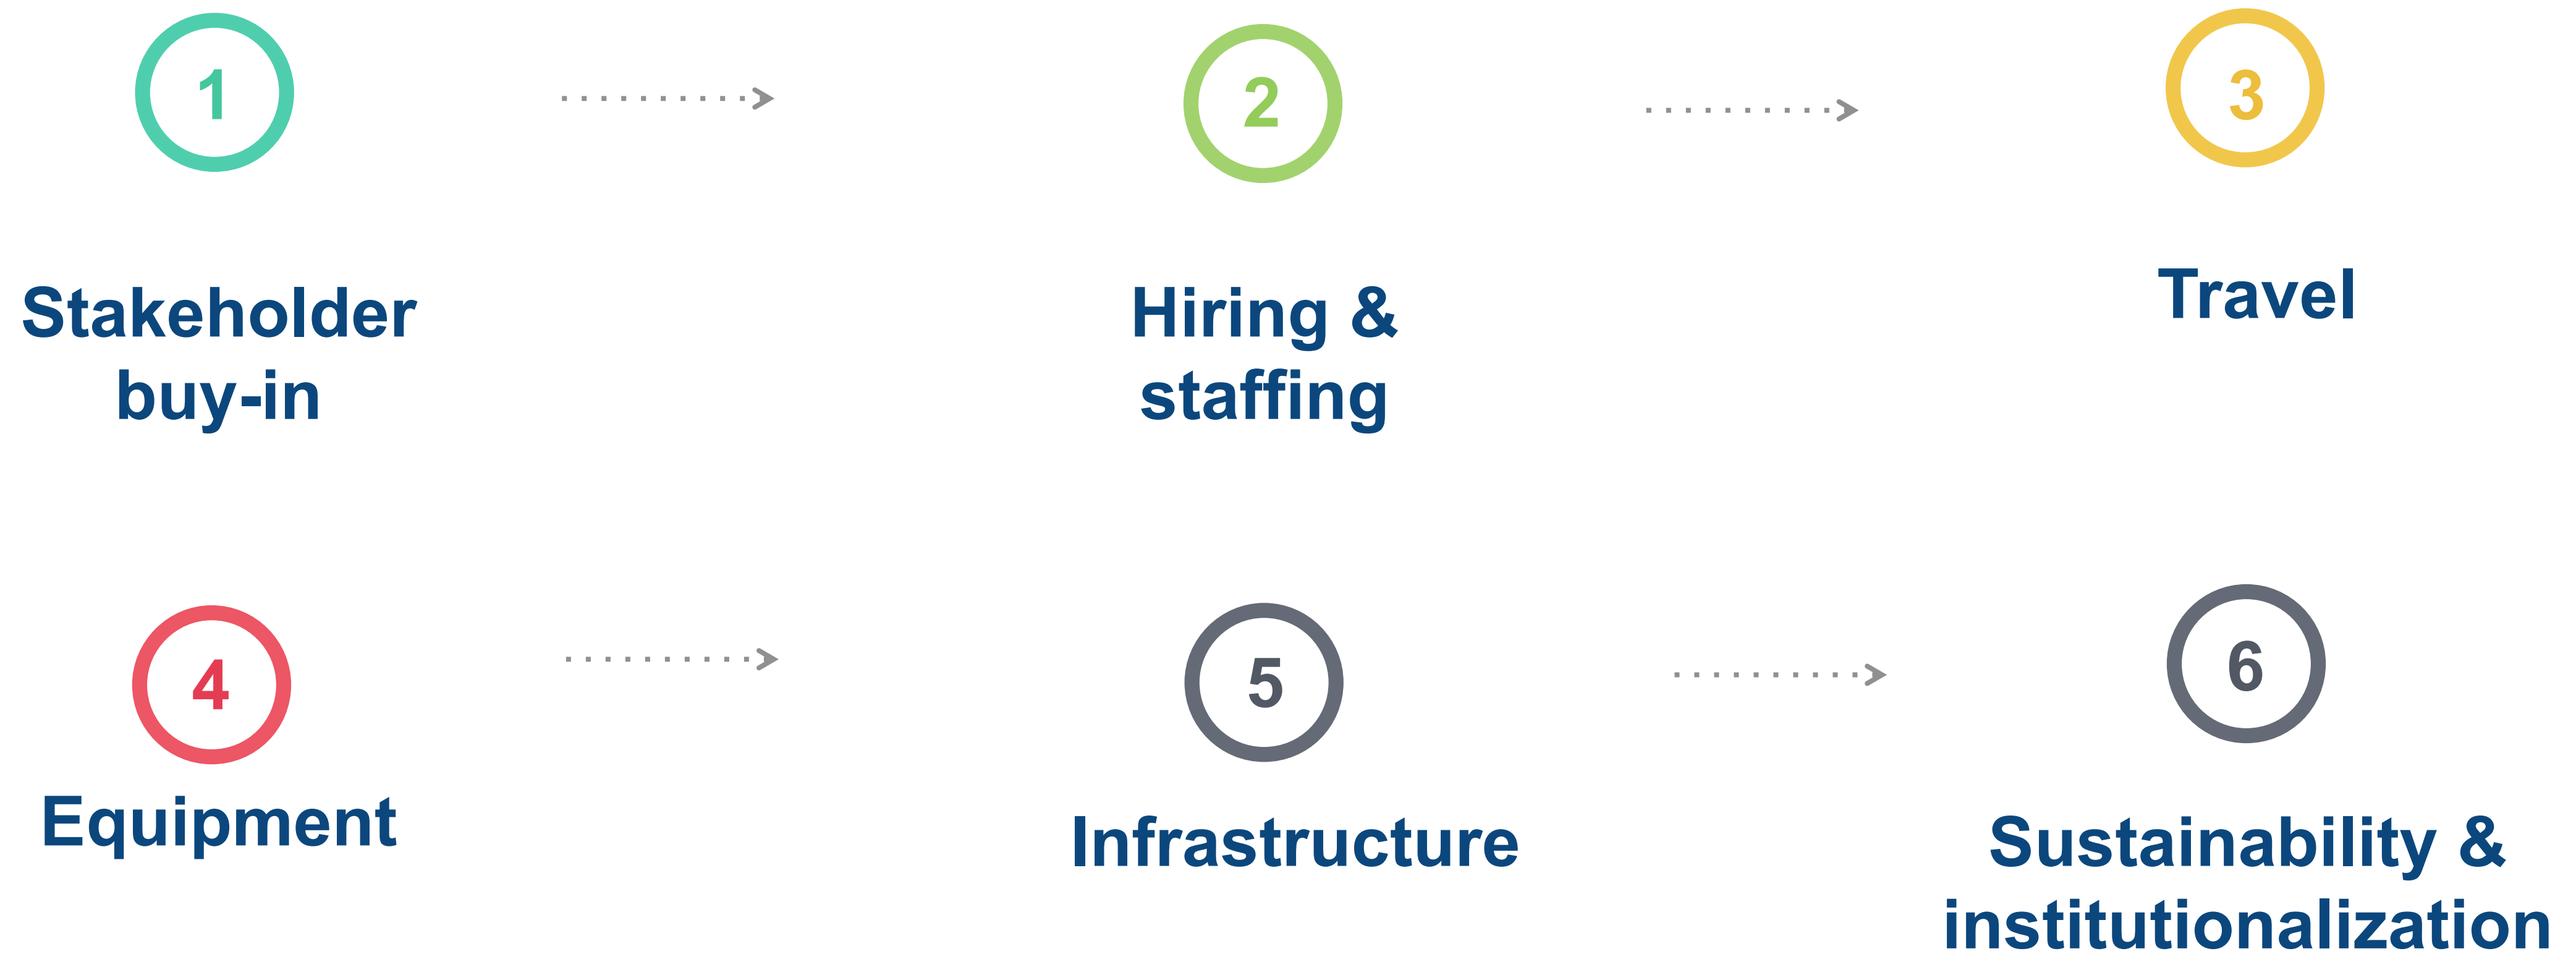 1
2
3
Stakeholder
buy-in
Hiring &
staffing
Travel
4
5
6
Equipment
Infrastructure
Sustainability &
institutionalization